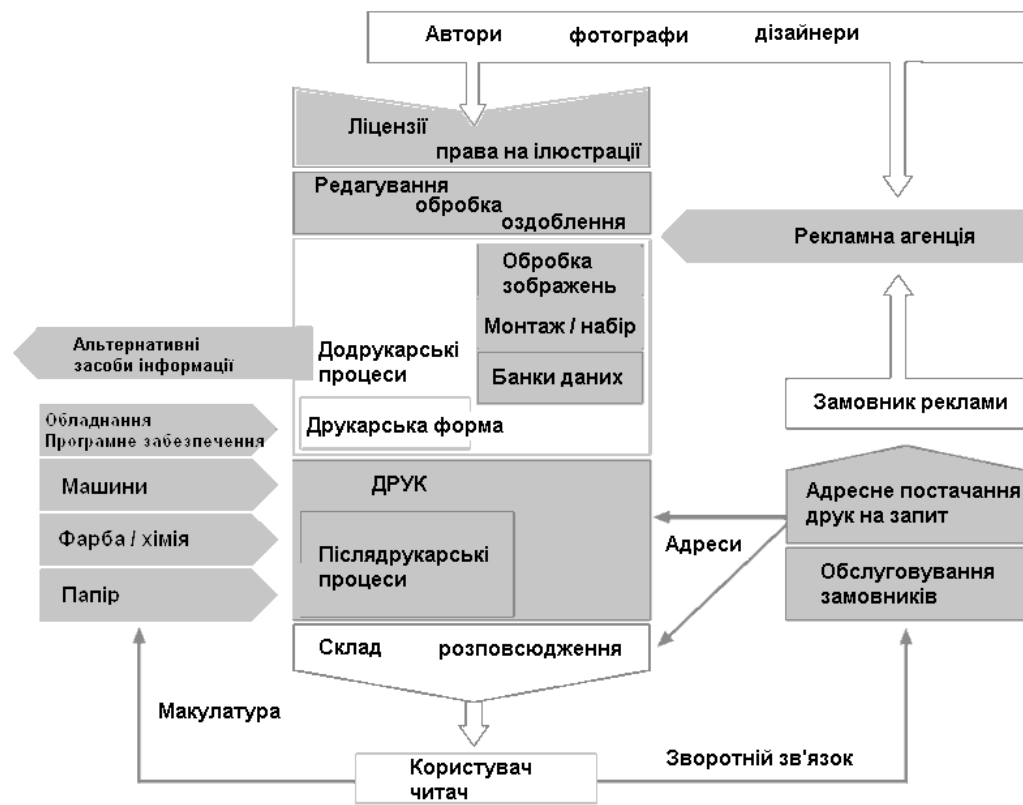 Автори фотографи дізайнери
Ліцензії
права на ілюстрації
Редагування
обробка
оздоблення
Рекламна агенція
Обробка
зображень
Монтаж / набір
Банки даних
Додрукарські
процеси
Друкарська форма
Альтернативні
засоби інформації
Обладнання
Програмне забезпечення
Машини
Фарба / хімія
Папір
ДРУК
Післядрукарські
процеси
Замовник реклами
Адресне постачання
друк на запит
Адреси
Обслуговування
замовників
Склад розповсюдження
Макулатура
Користувач
читач
Зворотній зв'язок